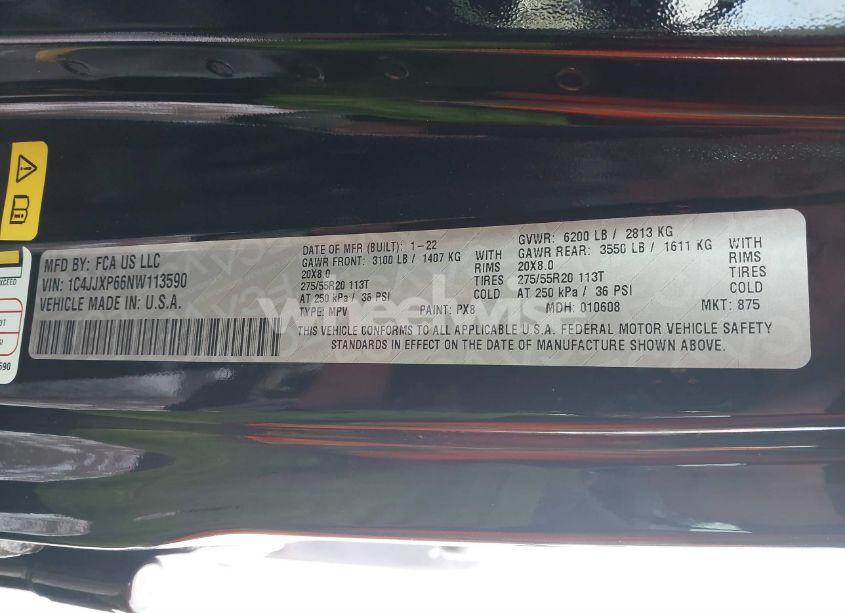 MFD BY: FCA US LLC
VIN: 1C4JJXP66NW113590
VEHICLE MADE IN: U.S.A.
DATE OF MFR (BUILT): 1-22
GAWR FRONT: 3100 LB / 1407 KG WITH
20X8.0 RIMS
275/55R20 113T TIRES
AT 250 kPa / 36 PSI COLD
TYPE: MPV PAINT: PX8
GVWR: 6200 LB / 2813 KG
GAWR REAR: 3550 LB / 1611 KG WITH
20X8.0 RIMS
275/55R20 113T TIRES
AT 250 kPa / 36 PSI COLD
MDH: 010608 MKT: 875
THIS VEHICLE CONFORMS TO ALL APPLICABLE U.S.A. FEDERAL MOTOR VEHICLE SAFETY
STANDARDS IN EFFECT ON THE DATE OF MANUFACTURE SHOWN ABOVE.
EXCEED
590